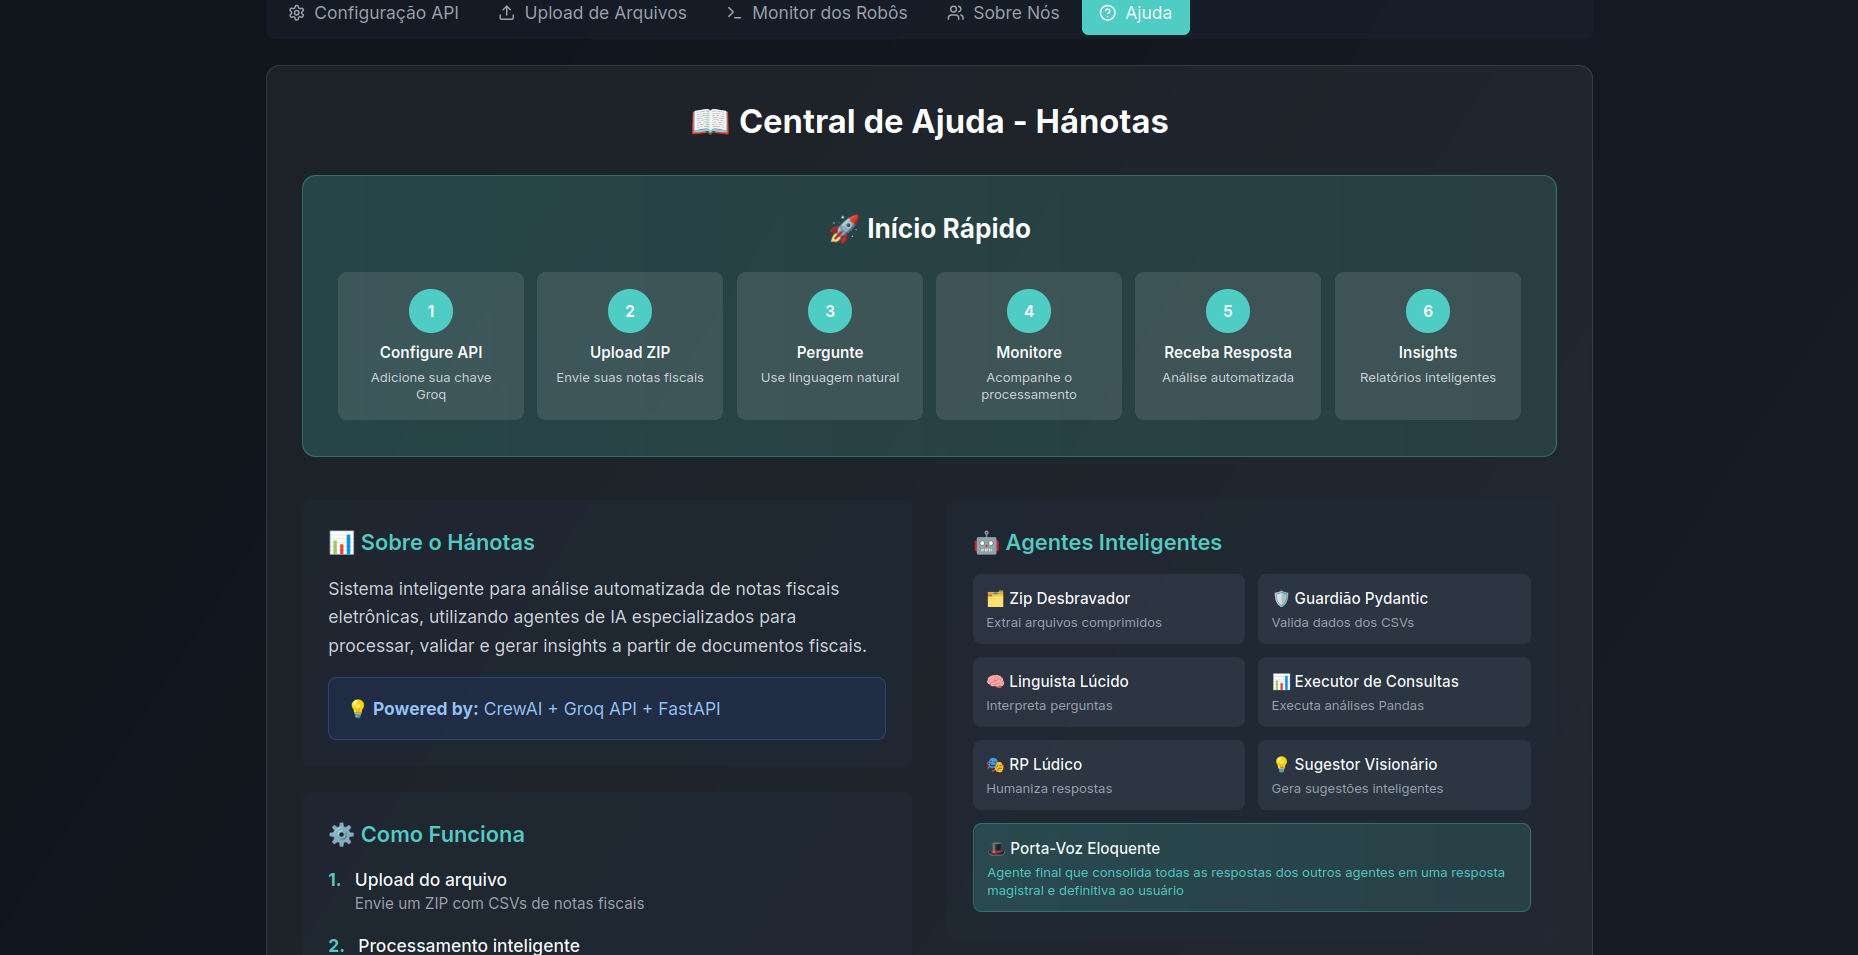 Configuração API
Upload de Arquivos
Monitor dos Robôs
Sobre Nós
Ajuda
Central de Ajuda - Hánotas
Início Rápido
1
Configure API
Adicione sua chave
Groq
2
Upload ZIP
Envie suas notas fiscais
3
Pergunte
Use linguagem natural
4
Monitore
Acompanhe o
processamento
5
Receba Resposta
Análise automatizada
6
Insights
Relatórios inteligentes
Sobre o Hánotas
Sistema inteligente para análise automatizada de notas fiscais
eletrônicas, utilizando agentes de IA especializados para
processar, validar e gerar insights a partir de documentos fiscais.
Powered by: CrewAI + Groq API + FastAPI
Como Funciona
1. Upload do arquivo
Envie um ZIP com CSVs de notas fiscais
2. Processamento inteligente
Agentes Inteligentes
Zip Desbravador
Extrai arquivos comprimidos
Guardião Pydantic
Valida dados dos CSVs
Linguista Lúcido
Interpreta perguntas
Executor de Consultas
Executa análises Pandas
RP Lúdico
Humaniza respostas
Sugestor Visionário
Gera sugestões inteligentes
Porta-Voz Eloquente
Agente final que consolida todas as respostas dos outros agentes em uma resposta
magistral e definitiva ao usuário